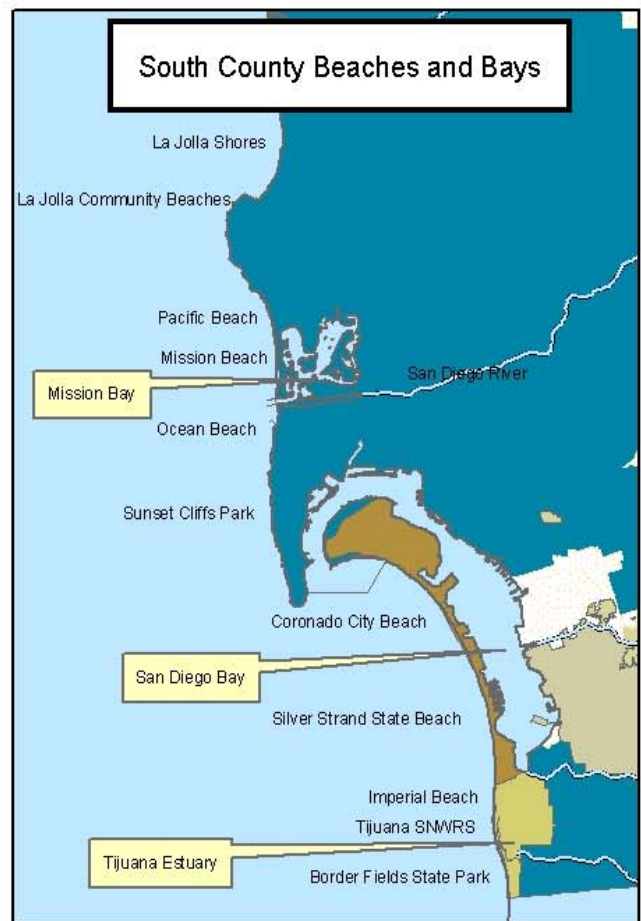 South County Beaches and Bays
La Jolla Shores
La Jolla Community Beaches
Pacific Beach
Mission Beach
San Diego River
Mission Bay
Ocean Beach
Sunset Cliffs Park
Coronado City Beach
San Diego Bay
Silver Strand State Beach
Imperial Beach
Tijuana SNWRS
Tijuana Estuary
Border Fields State Park